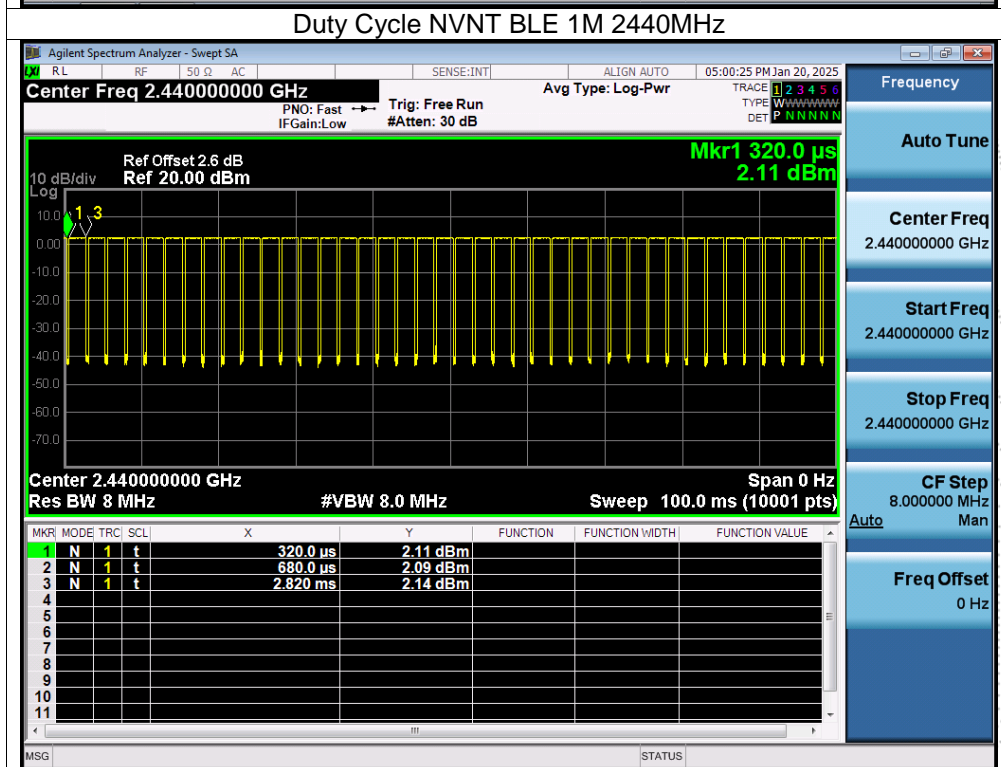 Duty Cycle NVNT BLE 1M 2440MHz
Agilent Spectrum Analyzer - Swept SA
LXI RL RF 50 Ω AC SENSE:INT ALIGN AUTO 05:00:25 PM Jan 20, 2025
Center Freq 2.440000000 GHz
PNO: Fast
IFGain:Low
Trig: Free Run
#Atten: 30 dB
Avg Type: Log-Pwr
TRACE 1 2 3 4 5 6
TYPE WWWWWW
DET P N N N N N
Mkr1 320.0 µs
2.11 dBm
Ref Offset 2.6 dB
10 dB/div Ref 20.00 dBm
Log
10.0
0.00
-10.0
-20.0
-30.0
-40.0
-50.0
-60.0
-70.0
1 3
Center 2.440000000 GHz Span 0 Hz
Res BW 8 MHz #VBW 8.0 MHz Sweep 100.0 ms (10001 pts)
MKR MODE TRC SCL X Y FUNCTION FUNCTION WIDTH FUNCTION VALUE
1 N 1 t 320.0 µs 2.11 dBm
2 N 1 t 680.0 µs 2.09 dBm
3 N 1 t 2.820 ms 2.14 dBm
4
5
6
7
8
9
10
11
MSG STATUS
Frequency
Auto Tune
Center Freq
2.440000000 GHz
Start Freq
2.440000000 GHz
Stop Freq
2.440000000 GHz
CF Step
8.000000 MHz
Auto Man
Freq Offset
0 Hz